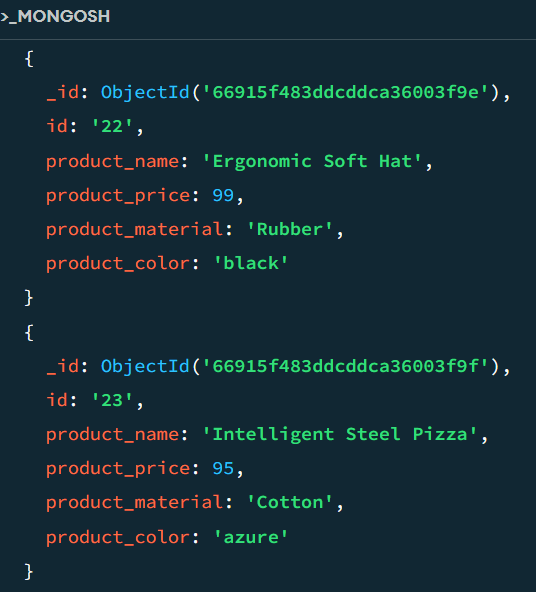 >_MONGOSH
{
_id: ObjectId('66915f483ddcddca36003f9e'),
id: '22',
product_name: 'Ergonomic Soft Hat',
product_price: 99,
product_material: 'Rubber',
product_color: 'black'
}
{
_id: ObjectId('66915f483ddcddca36003f9f'),
id: '23',
product_name: 'Intelligent Steel Pizza',
product_price: 95,
product_material: 'Cotton',
product_color: 'azure'
}